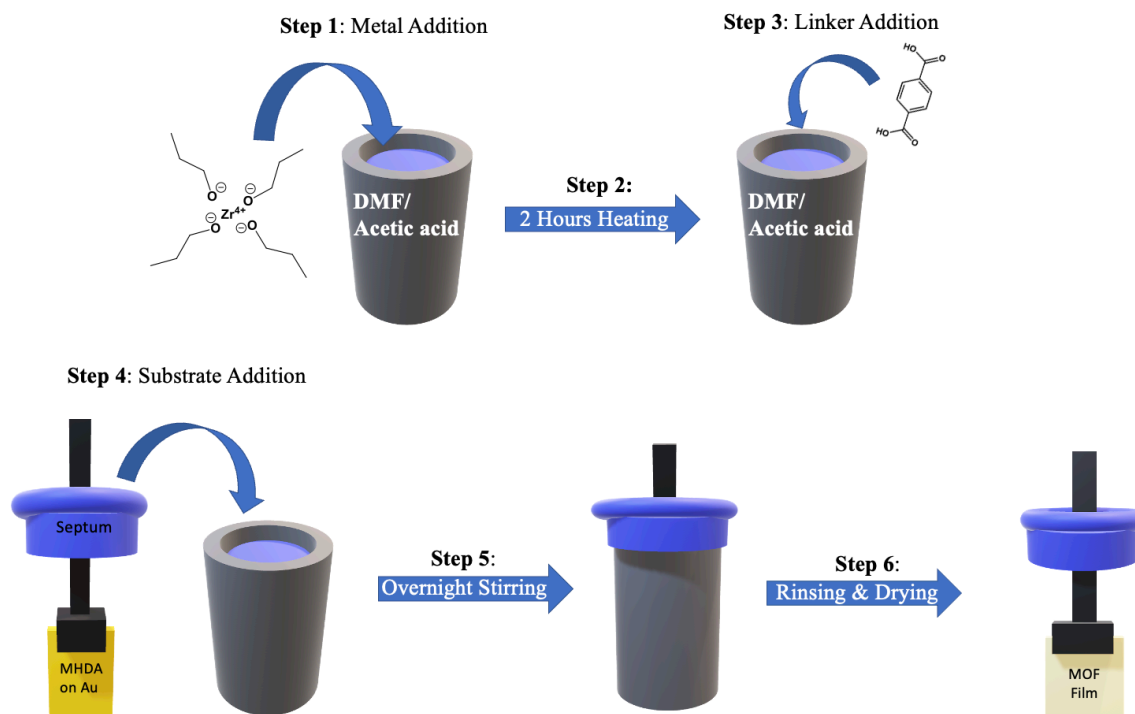 Step 1: Metal Addition
Step 3: Linker Addition
HO
O
HO
O
O
O
Zr4+
O
O
DMF/
Acetic acid
Step 2:
2 Hours Heating
DMF/
Acetic acid
Step 4: Substrate Addition
Septum
MHDA
on Au
Step 5:
Overnight Stirring
Step 6:
Rinsing & Drying
MOF
Film